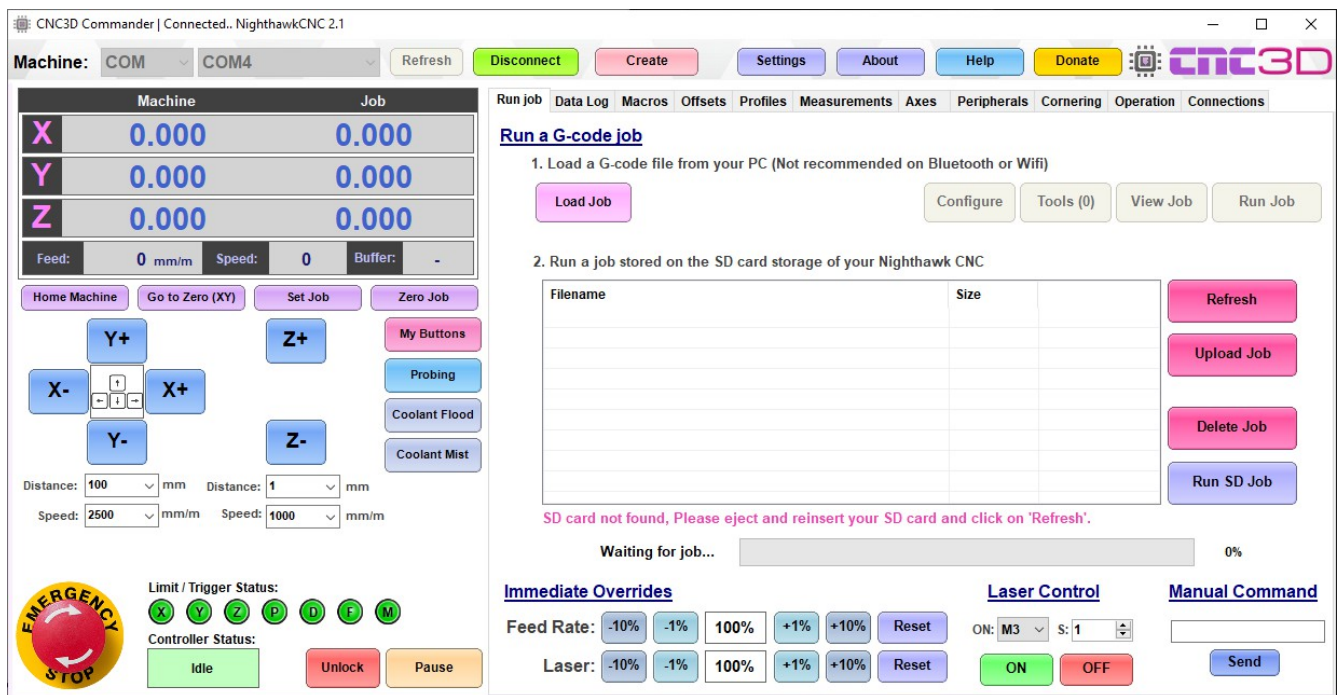 CNC3D Commander | Connected.. NighthawkCNC 2.1
Machine: COM COM4 Refresh Disconnect Create Settings About Help Donate CNC3D
Machine Job
X 0.000 0.000
Y 0.000 0.000
Z 0.000 0.000
Feed: 0 mm/m Speed: 0 Buffer: -
Home Machine Go to Zero (XY) Set Job Zero Job
Y+ Z+ My Buttons
X- X+ Probing
Coolant Flood
Y- Z- Coolant Mist
Distance: 100 mm Distance: 1 mm
Speed: 2500 mm/m Speed: 1000 mm/m
EMERGENCY STOP
Limit / Trigger Status:
X Y Z P D F M
Controller Status:
Idle Unlock Pause
Run job Data Log Macros Offsets Profiles Measurements Axes Peripherals Cornering Operation Connections
Run a G-code job
1. Load a G-code file from your PC (Not recommended on Bluetooth or Wifi)
Load Job Configure Tools (0) View Job Run Job
2. Run a job stored on the SD card storage of your Nighthawk CNC
Filename Size
Refresh
Upload Job
Delete Job
Run SD Job
SD card not found, Please eject and reinsert your SD card and click on 'Refresh'.
Waiting for job... 0%
Immediate Overrides
Feed Rate: -10% -1% 100% +1% +10% Reset
Laser: -10% -1% 100% +1% +10% Reset
Laser Control
ON: M3 S: 1
ON OFF
Manual Command
Send